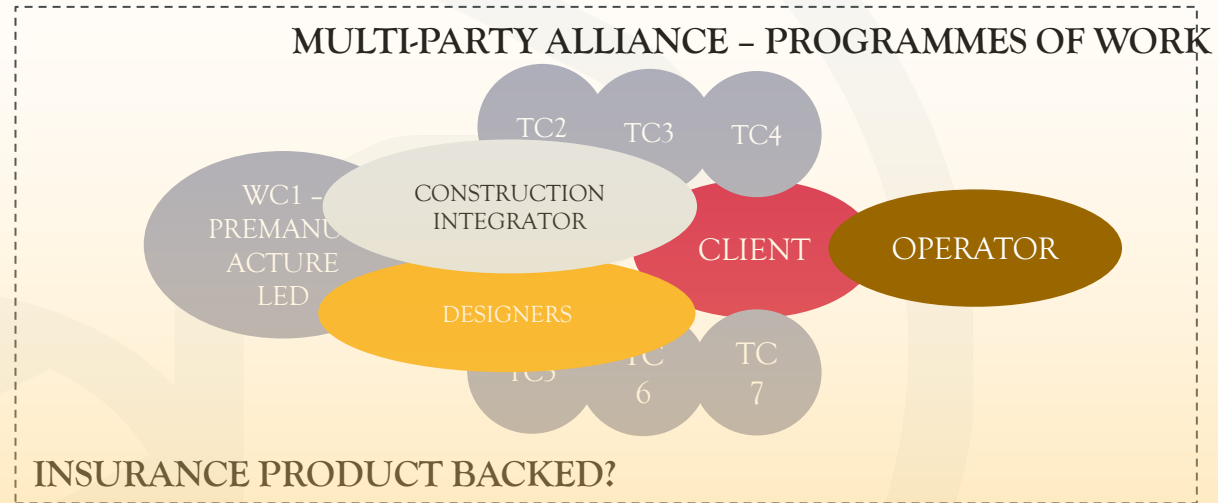 MULTI-PARTY ALLIANCE – PROGRAMMES OF WORK
TC2
TC3
TC4
WC1 –
PREMANU
ACTURE
LED
CONSTRUCTION
INTEGRATOR
CLIENT
OPERATOR
DESIGNERS
TC
6
TC
7
INSURANCE PRODUCT BACKED?